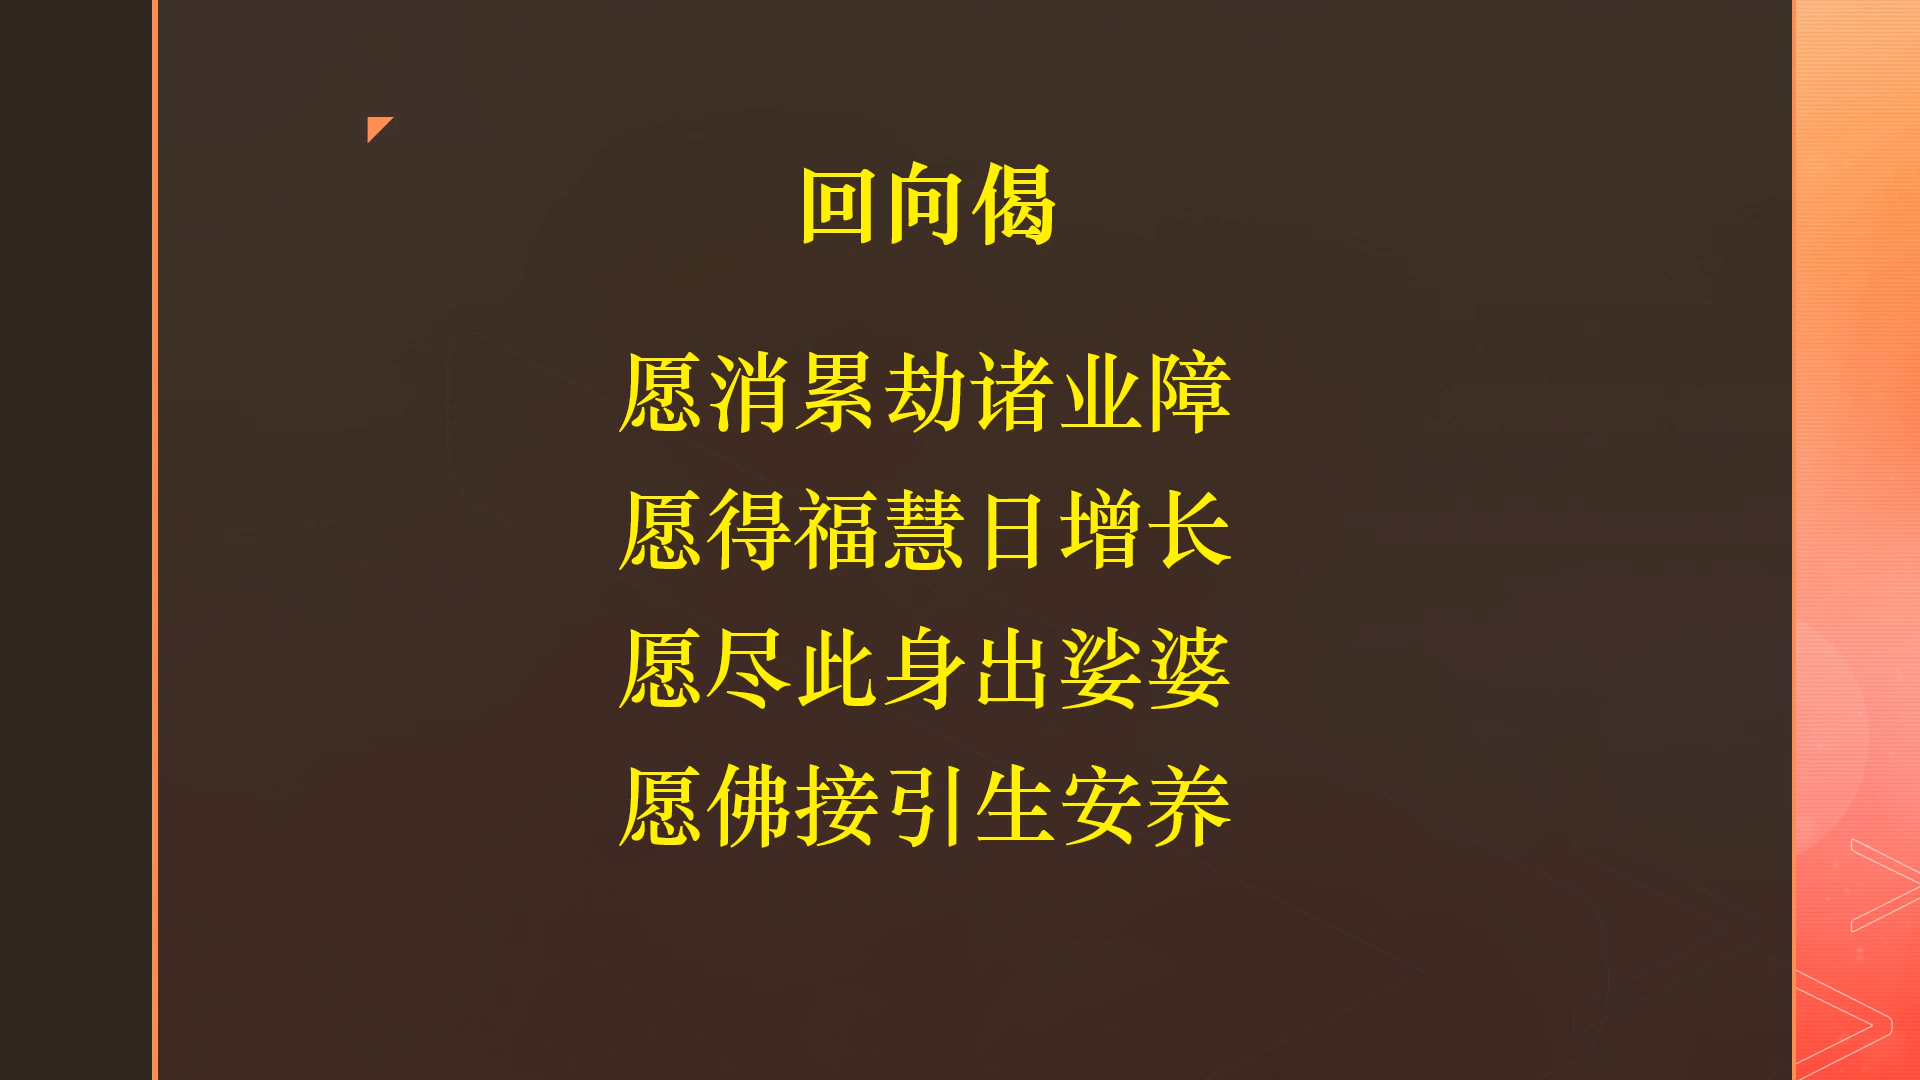 回向偈
愿消累劫诸业障
愿得福慧日增长
愿尽此身出娑婆
愿佛接引生安养